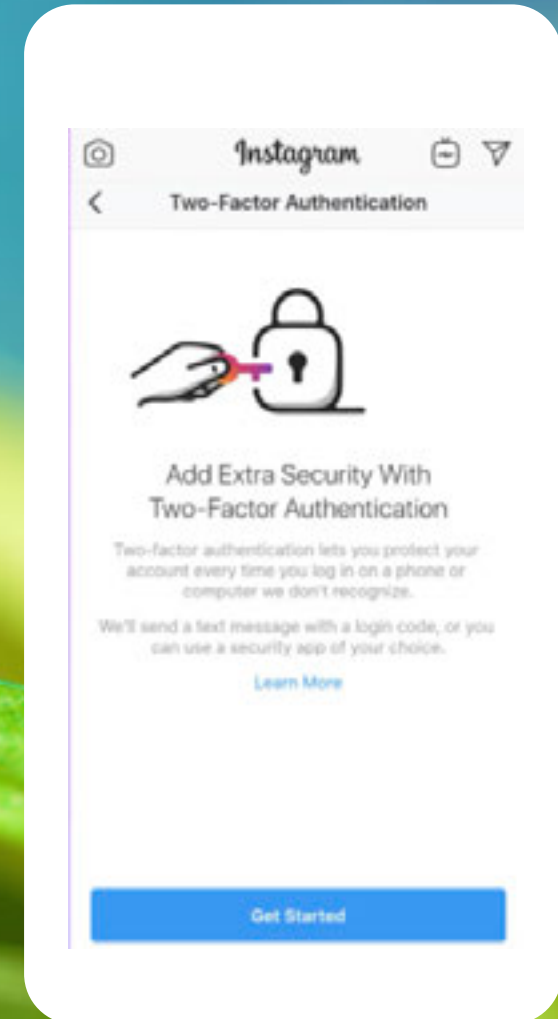 Instagram
Two-Factor Authentication
Add Extra Security With
Two-Factor Authentication
Two-factor authentication lets you protect your
account every time you log in on a phone or
computer we don't recognize.
We'll send a text message with a login code, or you
can use a security app of your choice.
Learn More
Get Started